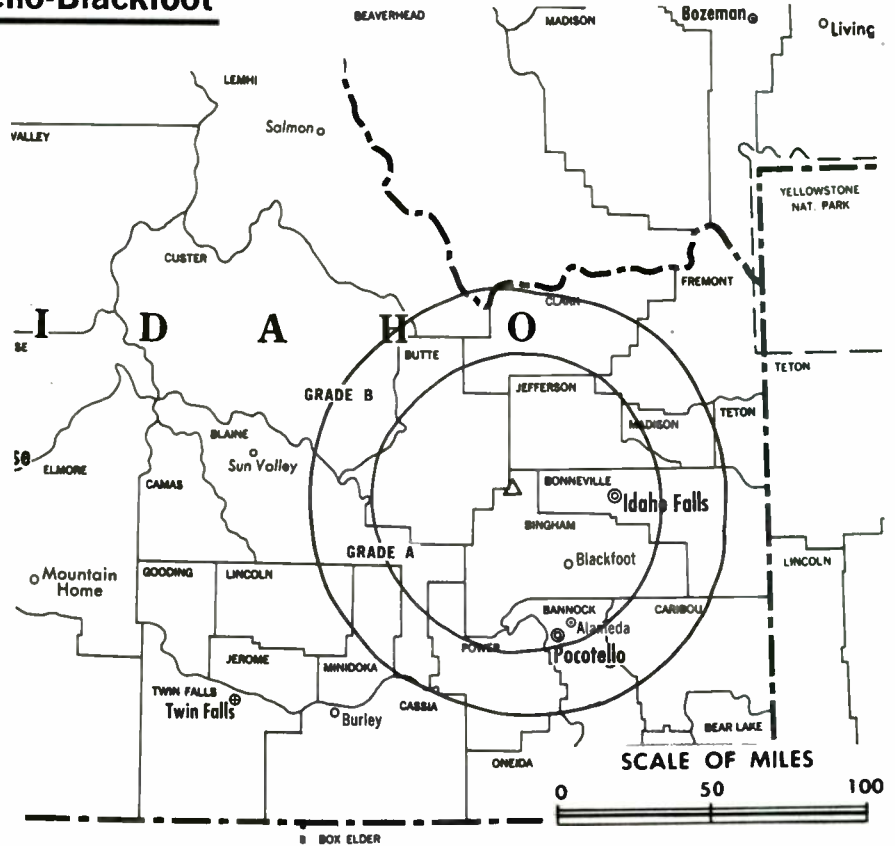 BEAVERHEAD
MADISON
Bozeman
Living
LEMHI
Salmon
VALLEY
YELLOWSTONE
NAT. PARK
CUSTER
FREMONT
CLARK
I D A H O
SE
BUTTE
TETON
JEFFERSON
GRADE B
TETON
MADISON
BLAINE
Sun Valley
ELMORE
CAMAS
BONNEVILLE
Idaho Falls
BINGHAM
GRADE A
Blackfoot
LINCOLN
Mountain
Home
GOODING
LINCOLN
BANNOCK
CARIBOU
Alameda
POWER
Pocotello
JEROME
MINIDOKA
TWIN FALLS
Twin Falls
CASSIA
Burley
BEAR LAKE
ONEIDA
SCALE OF MILES
0 50 100
BOX ELDER